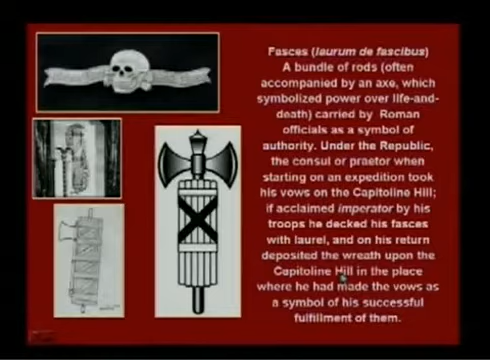 Fasces (laurum de fascibus)
A bundle of rods (often
accompanied by an axe, which
symbolized power over life-and-
death) carried by Roman
officials as a symbol of
authority. Under the Republic,
the consul or praetor when
starting on an expedition took
his vows on the Capitoline Hill;
if acclaimed imperator by his
troops he decked his fasces
with laurel, and on his return
deposited the wreath upon the
Capitoline Hill in the place
where he had made the vows as
a symbol of his successful
fulfillment of them.